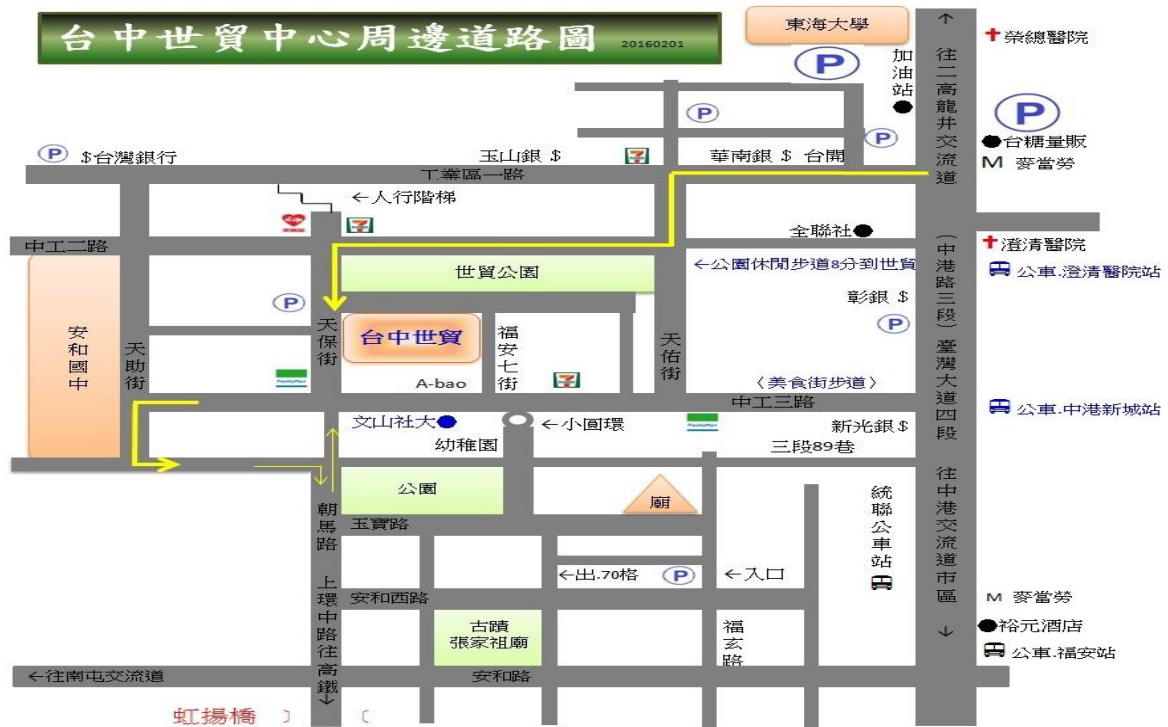 台中世貿中心周邊道路圖 20160201
東海大學
P
加油站
往二高龍井交流道
榮總醫院
P
P
P
台糖量販
M 麥當勞
P $台灣銀行
玉山銀 $
7
華南銀 $ 台開
工業區一路
←人行階梯
7
中工二路
全聯社
澄清醫院
世貿公園
←公園休閒步道8分到世貿
公車.澄清醫院站
彰銀 $
P
P
安和國中
天助街
天保街
台中世貿
福安七街
天佑街
(中港路三段)臺灣大道四段
FamilyMart
A-bao
7
〈美食街步道〉
中工三路
公車.中港新城站
文山社大
←小圓環
FamilyMart
新光銀 $
幼稚園
三段89巷
公園
廟
統聯公車站
往中港交流道市區
朝馬路
玉寶路
←出.70格 P
←入口
上環中路往高鐵
安和西路
M 麥當勞
古蹟
張家祖廟
福玄路
裕元酒店
公車.福安站
←往南屯交流道
安和路
虹揚橋